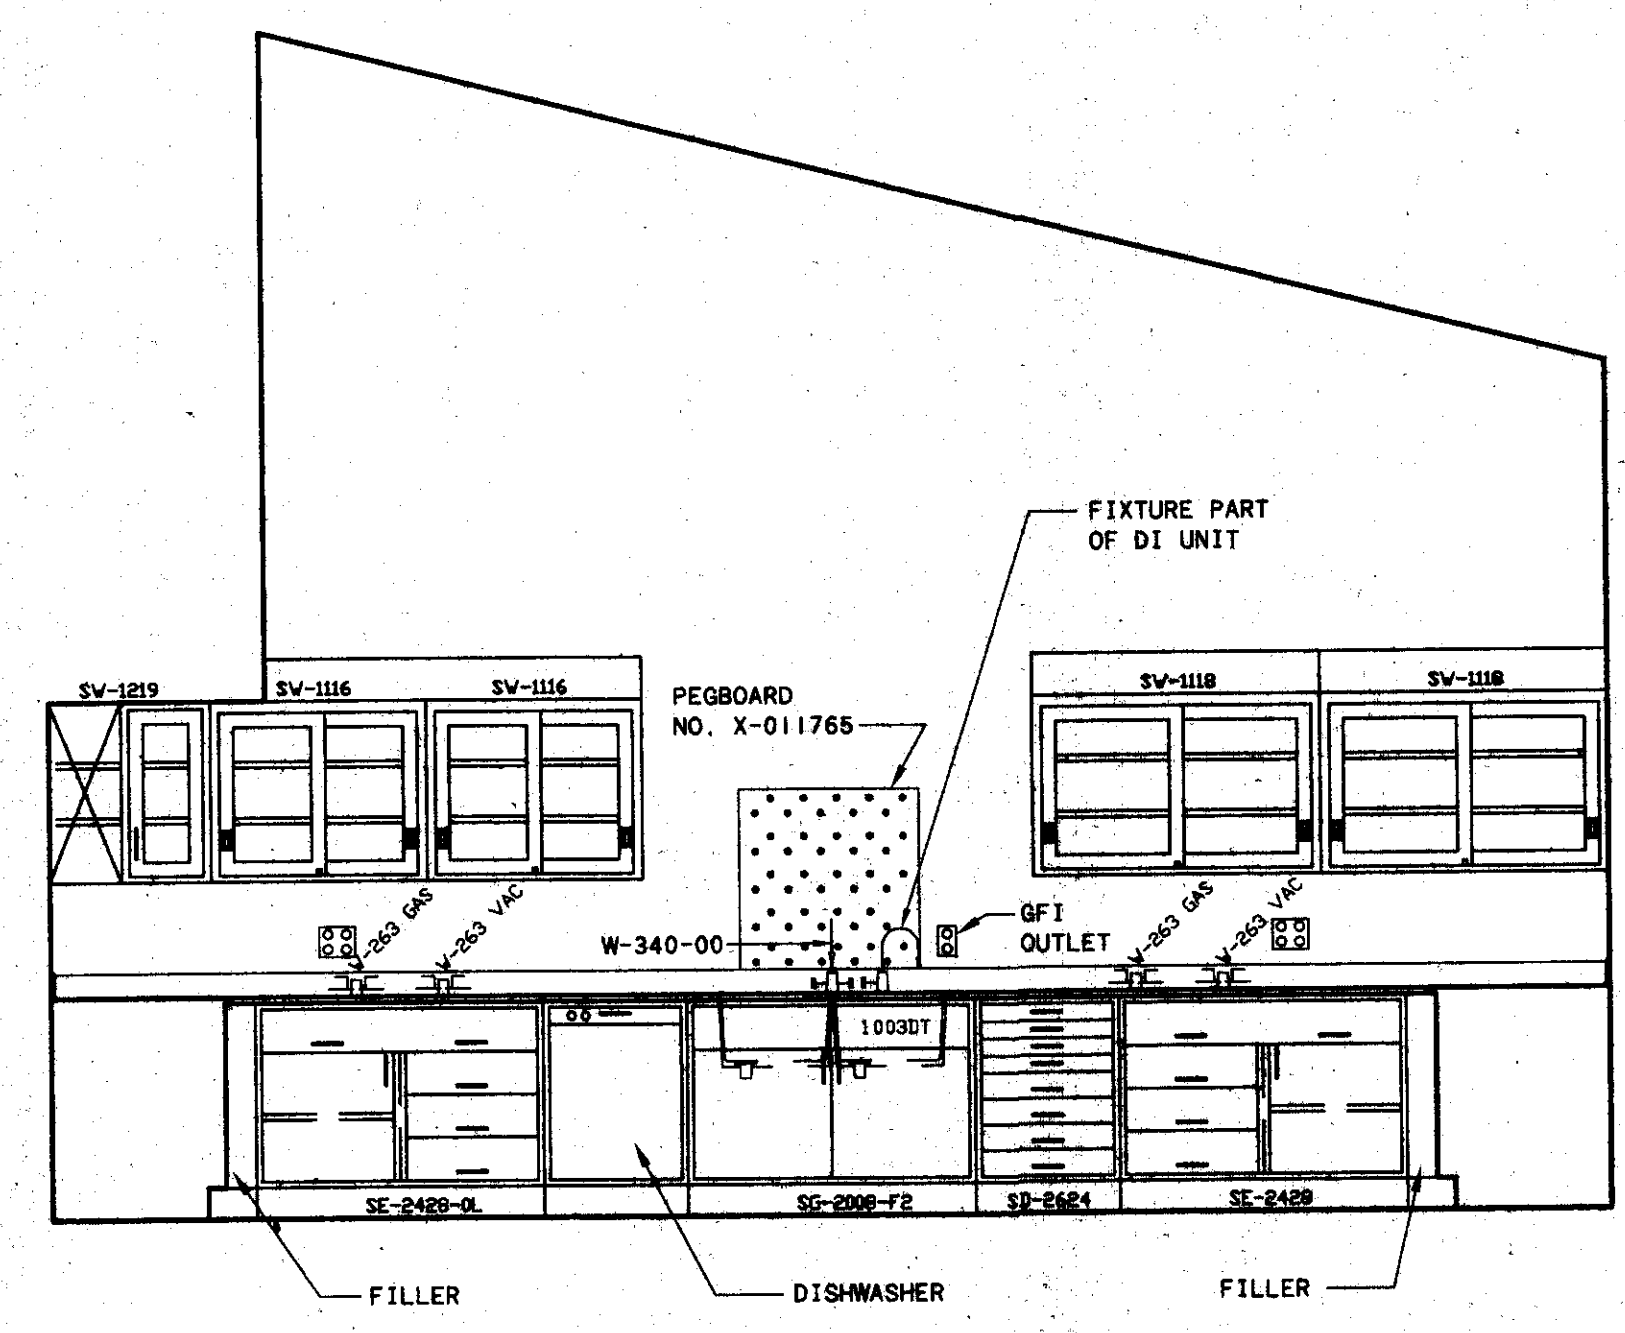 FIXTURE PART
OF DI UNIT
SW-1219
SW-1116
SW-1116
PEGBOARD
NO. X-011765
SW-1118
SW-1118
V-263 GAS
V-263 VAC
W-340-00
GFI
OUTLET
V-263 GAS
V-263 VAC
1003DT
SE-2428-OL
SG-2008-F2
SD-2624
SE-2428
FILLER
DISHWASHER
FILLER